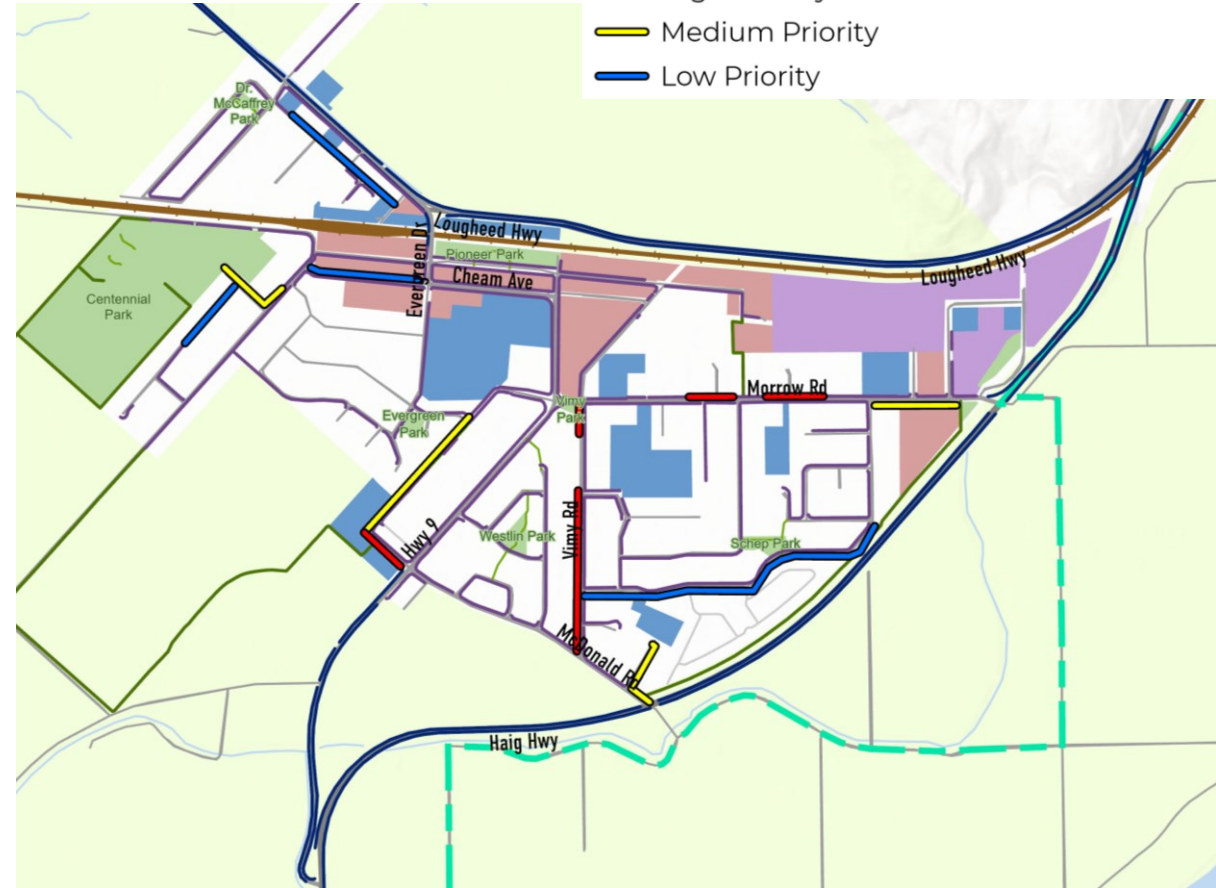 Medium Priority
Low Priority
Dr.
McGaffrey
Park
Lougheed Hwy
Evergreen Dr
Pioneer Park
Cheam Ave
Lougheed Hwy
Centennial
Park
Morrow Rd
Vimy
Park
Evergreen
Park
Hwy 9
Westlin Park
Vimy Rd
Schep Park
McDonald Rd
Haig Hwy